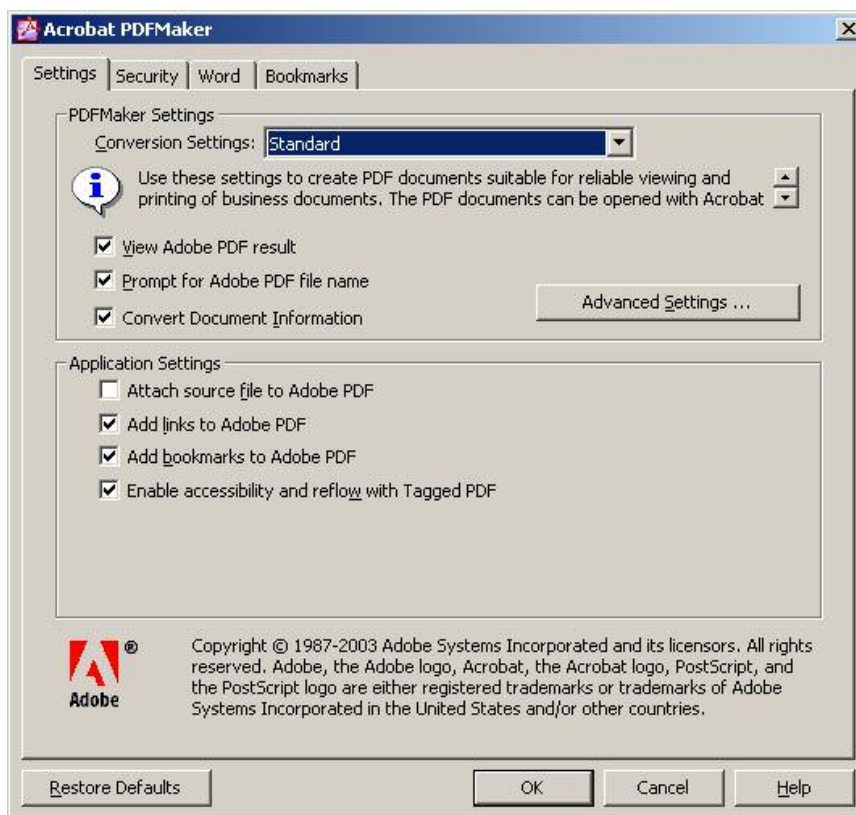 Acrobat PDFMaker
Settings Security Word Bookmarks
PDFMaker Settings
Conversion Settings: Standard
Use these settings to create PDF documents suitable for reliable viewing and
printing of business documents. The PDF documents can be opened with Acrobat
View Adobe PDF result
Prompt for Adobe PDF file name
Advanced Settings ...
Convert Document Information
Application Settings
Attach source file to Adobe PDF
Add links to Adobe PDF
Add bookmarks to Adobe PDF
Enable accessibility and reflow with Tagged PDF
Adobe ®
Copyright © 1987-2003 Adobe Systems Incorporated and its licensors. All rights
reserved. Adobe, the Adobe logo, Acrobat, the Acrobat logo, PostScript, and
the PostScript logo are either registered trademarks or trademarks of Adobe
Systems Incorporated in the United States and/or other countries.
Restore Defaults OK Cancel Help